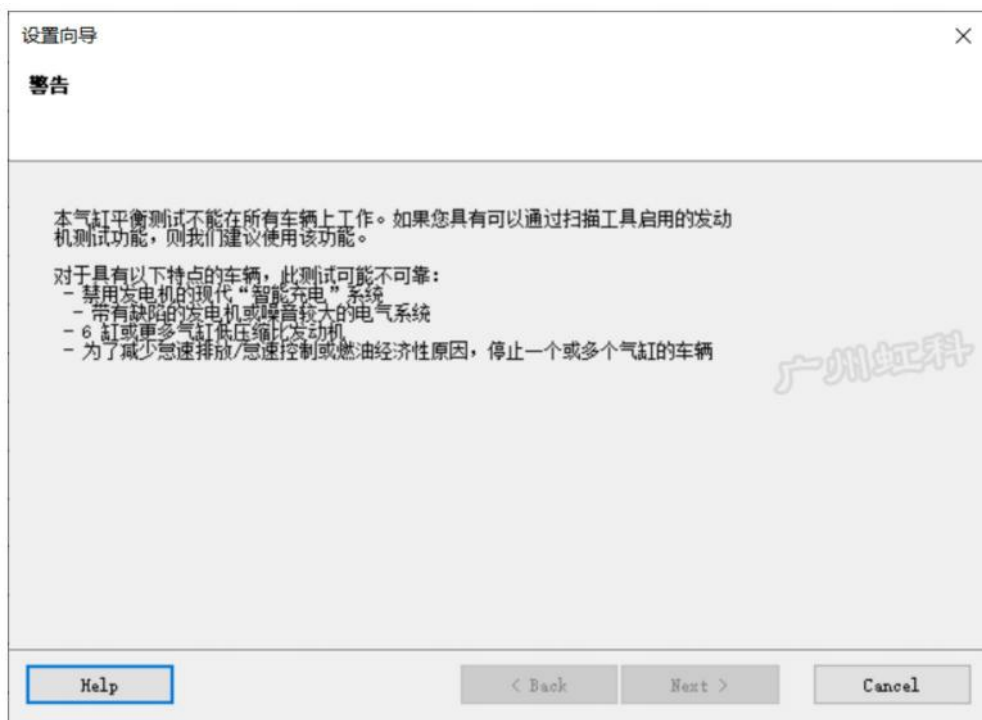 设置向导
警告
本气缸平衡测试不能在所有车辆上工作。如果您具有可以通过扫描工具启用的发动
机测试功能，则我们建议使用该功能。
对于具有以下特点的车辆，此测试可能不可靠：
- 禁用发电机的现代“智能充电”系统
- 带有缺陷的发电机或噪音较大的电气系统
- 6 缸或更多气缸低压缩比发动机
- 为了减少怠速排放/怠速控制或燃油经济性原因，停止一个或多个气缸的车辆
广州虹科
Help
< Back
Next >
Cancel